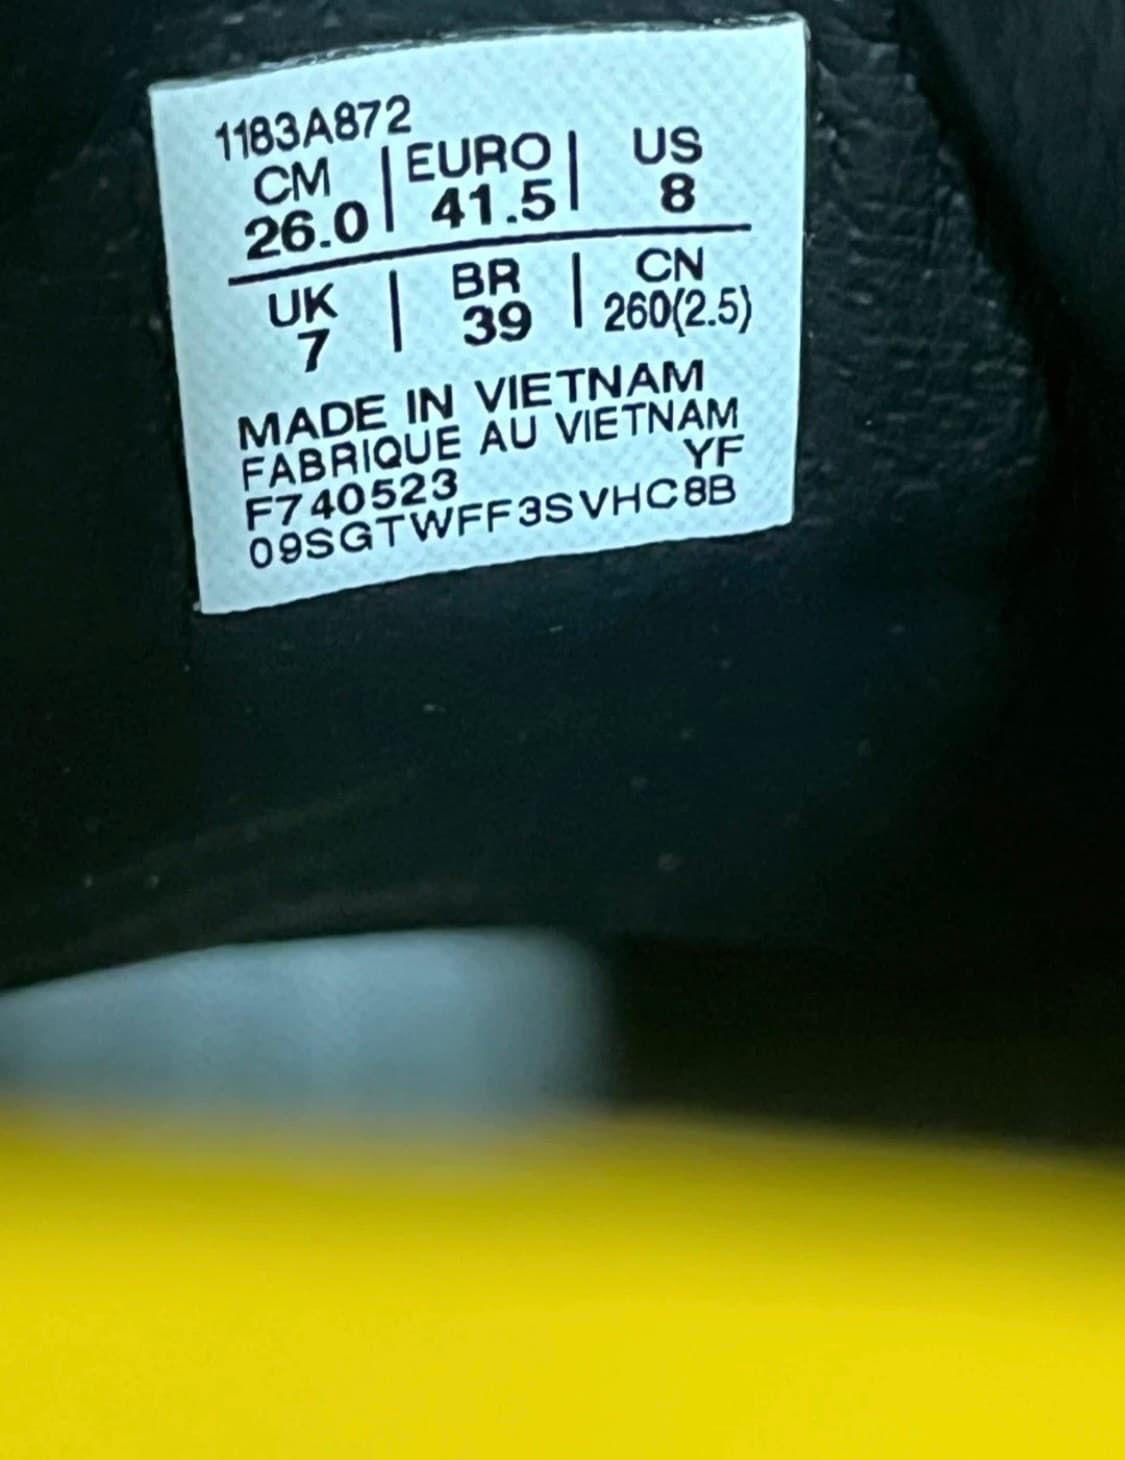 1183A872
CM | EURO | US
26.0 | 41.5 | 8
UK | BR | CN
7 | 39 | 260(2.5)
MADE IN VIETNAM
FABRIQUE AU VIETNAM
F740523 YF
09SGTWFF3SVHC8B